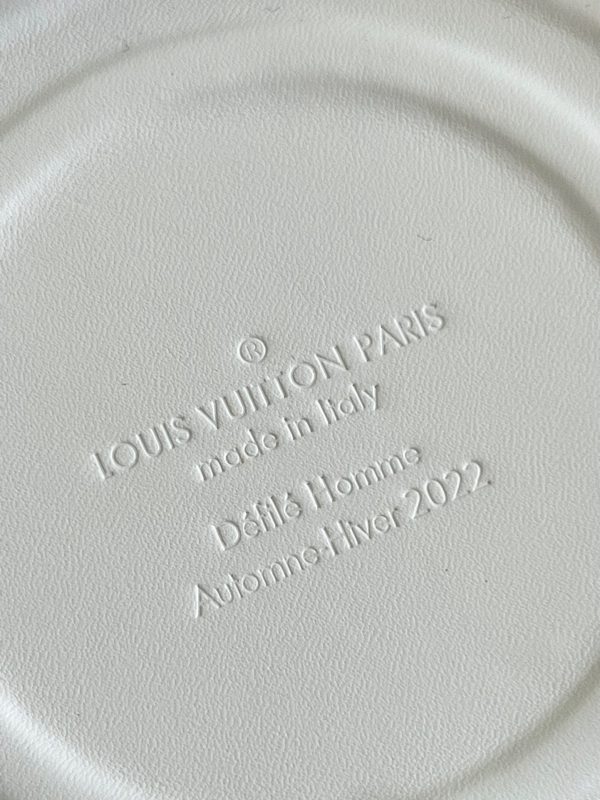 ®
LOUIS VUITTON PARIS
made in Italy
Défilé Homme
Automne-Hiver 2022